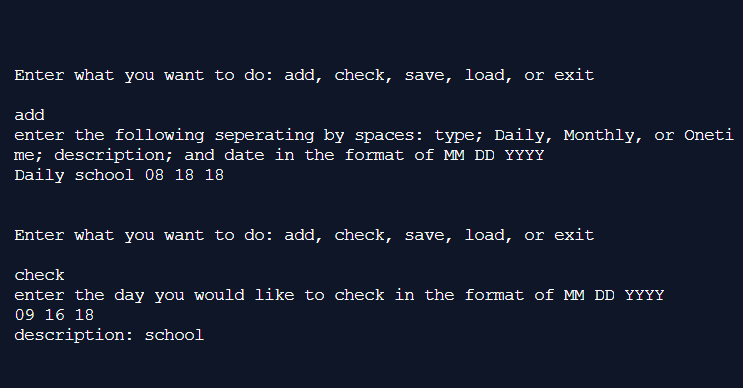 Enter what you want to do: add, check, save, load, or exit
add
enter the following seperating by spaces: type; Daily, Monthly, or Oneti
me; description; and date in the format of MM DD YYYY
Daily school 08 18 18
Enter what you want to do: add, check, save, load, or exit
check
enter the day you would like to check in the format of MM DD YYYY
09 16 18
description: school